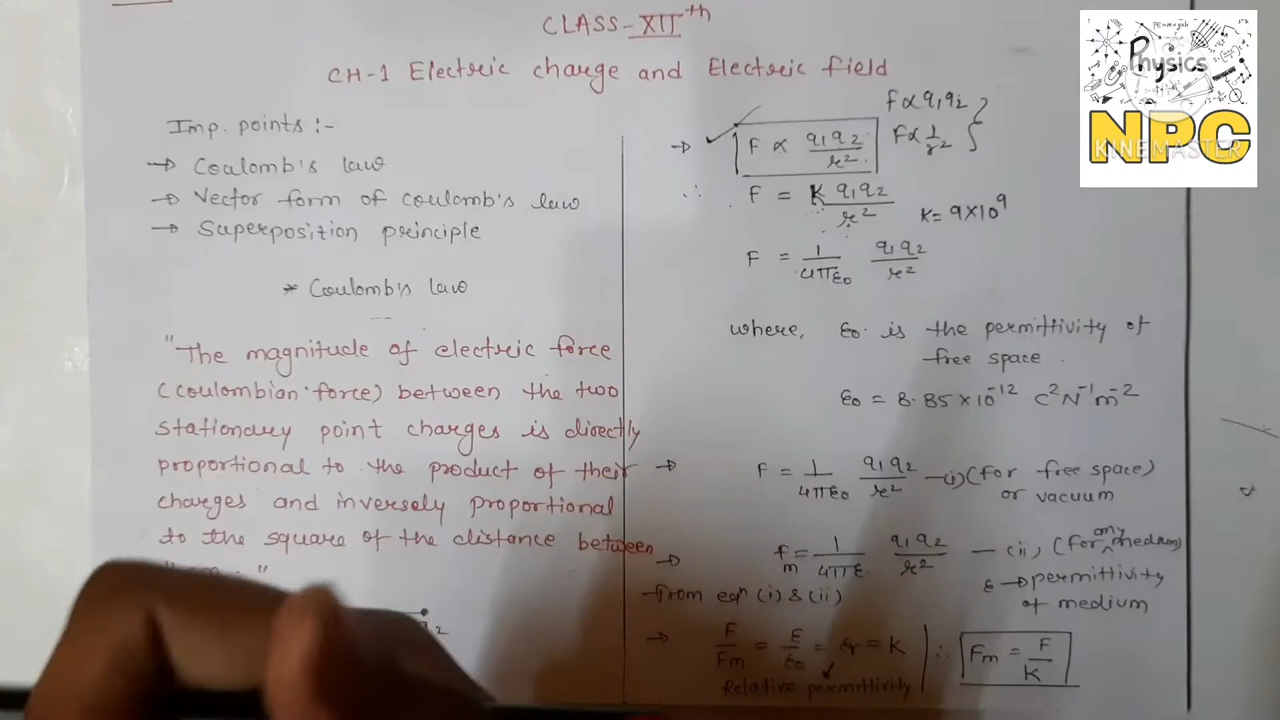 CLASS-XIIth
CH-1 Electric charge and Electric field
Imp. points :-
→ Coulomb's law
→ Vector form of coulomb's law
→ Superposition principle
* Coulomb's law
"The magnitude of electric force
(coulombian force) between the two
stationary point charges is directly
proportional to the product of their
charges and inversely proportional
to the square of the distance between
2
F ∝ q1q2
→ F ∝ q1q2/r² F ∝ 1/r²
∴ F = K q1q2/r² K = 9×10⁹
F = 1/4πε0 q1q2/r²
where, ε0 is the permittivity of
free space
ε0 = 8.85×10⁻¹² C²N⁻¹m⁻²
→ F = 1/4πε0 q1q2/r² —(i) (for free space)
or vacuum
→ Fm = 1/4πε q1q2/r² — (ii) (for any medium)
ε → permittivity
of medium
from eqn (i) & (ii)
→ F/Fm = ε/ε0 = εr = K ∴ Fm = F/K
Relative permittivity
Physics
NPC
KINEMASTER